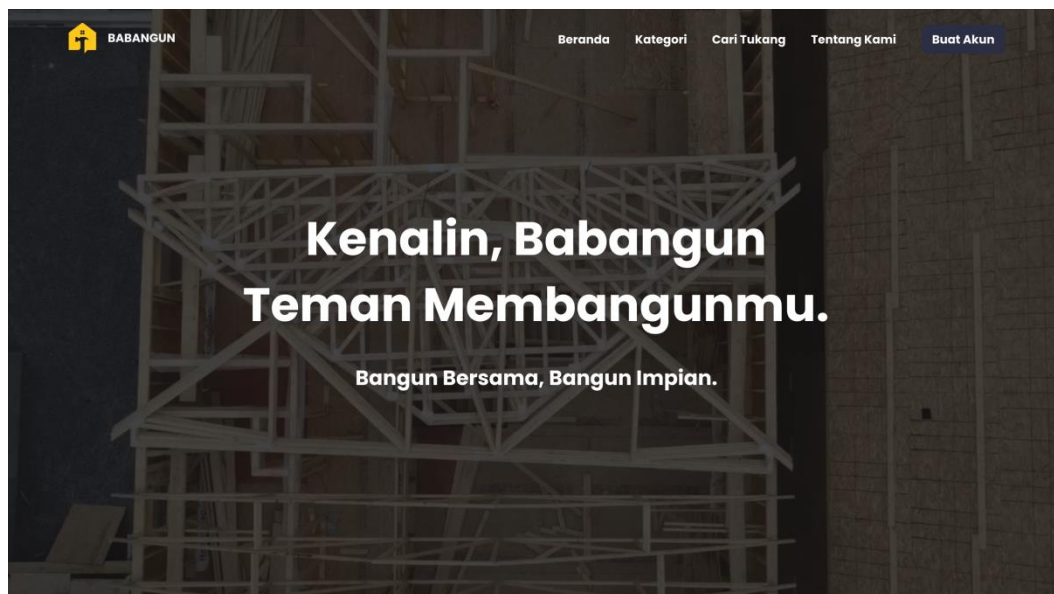 BABANGUN
Beranda Kategori Cari Tukang Tentang Kami Buat Akun
Kenalin, Babangun
Teman Membangunmu.
Bangun Bersama, Bangun Impian.